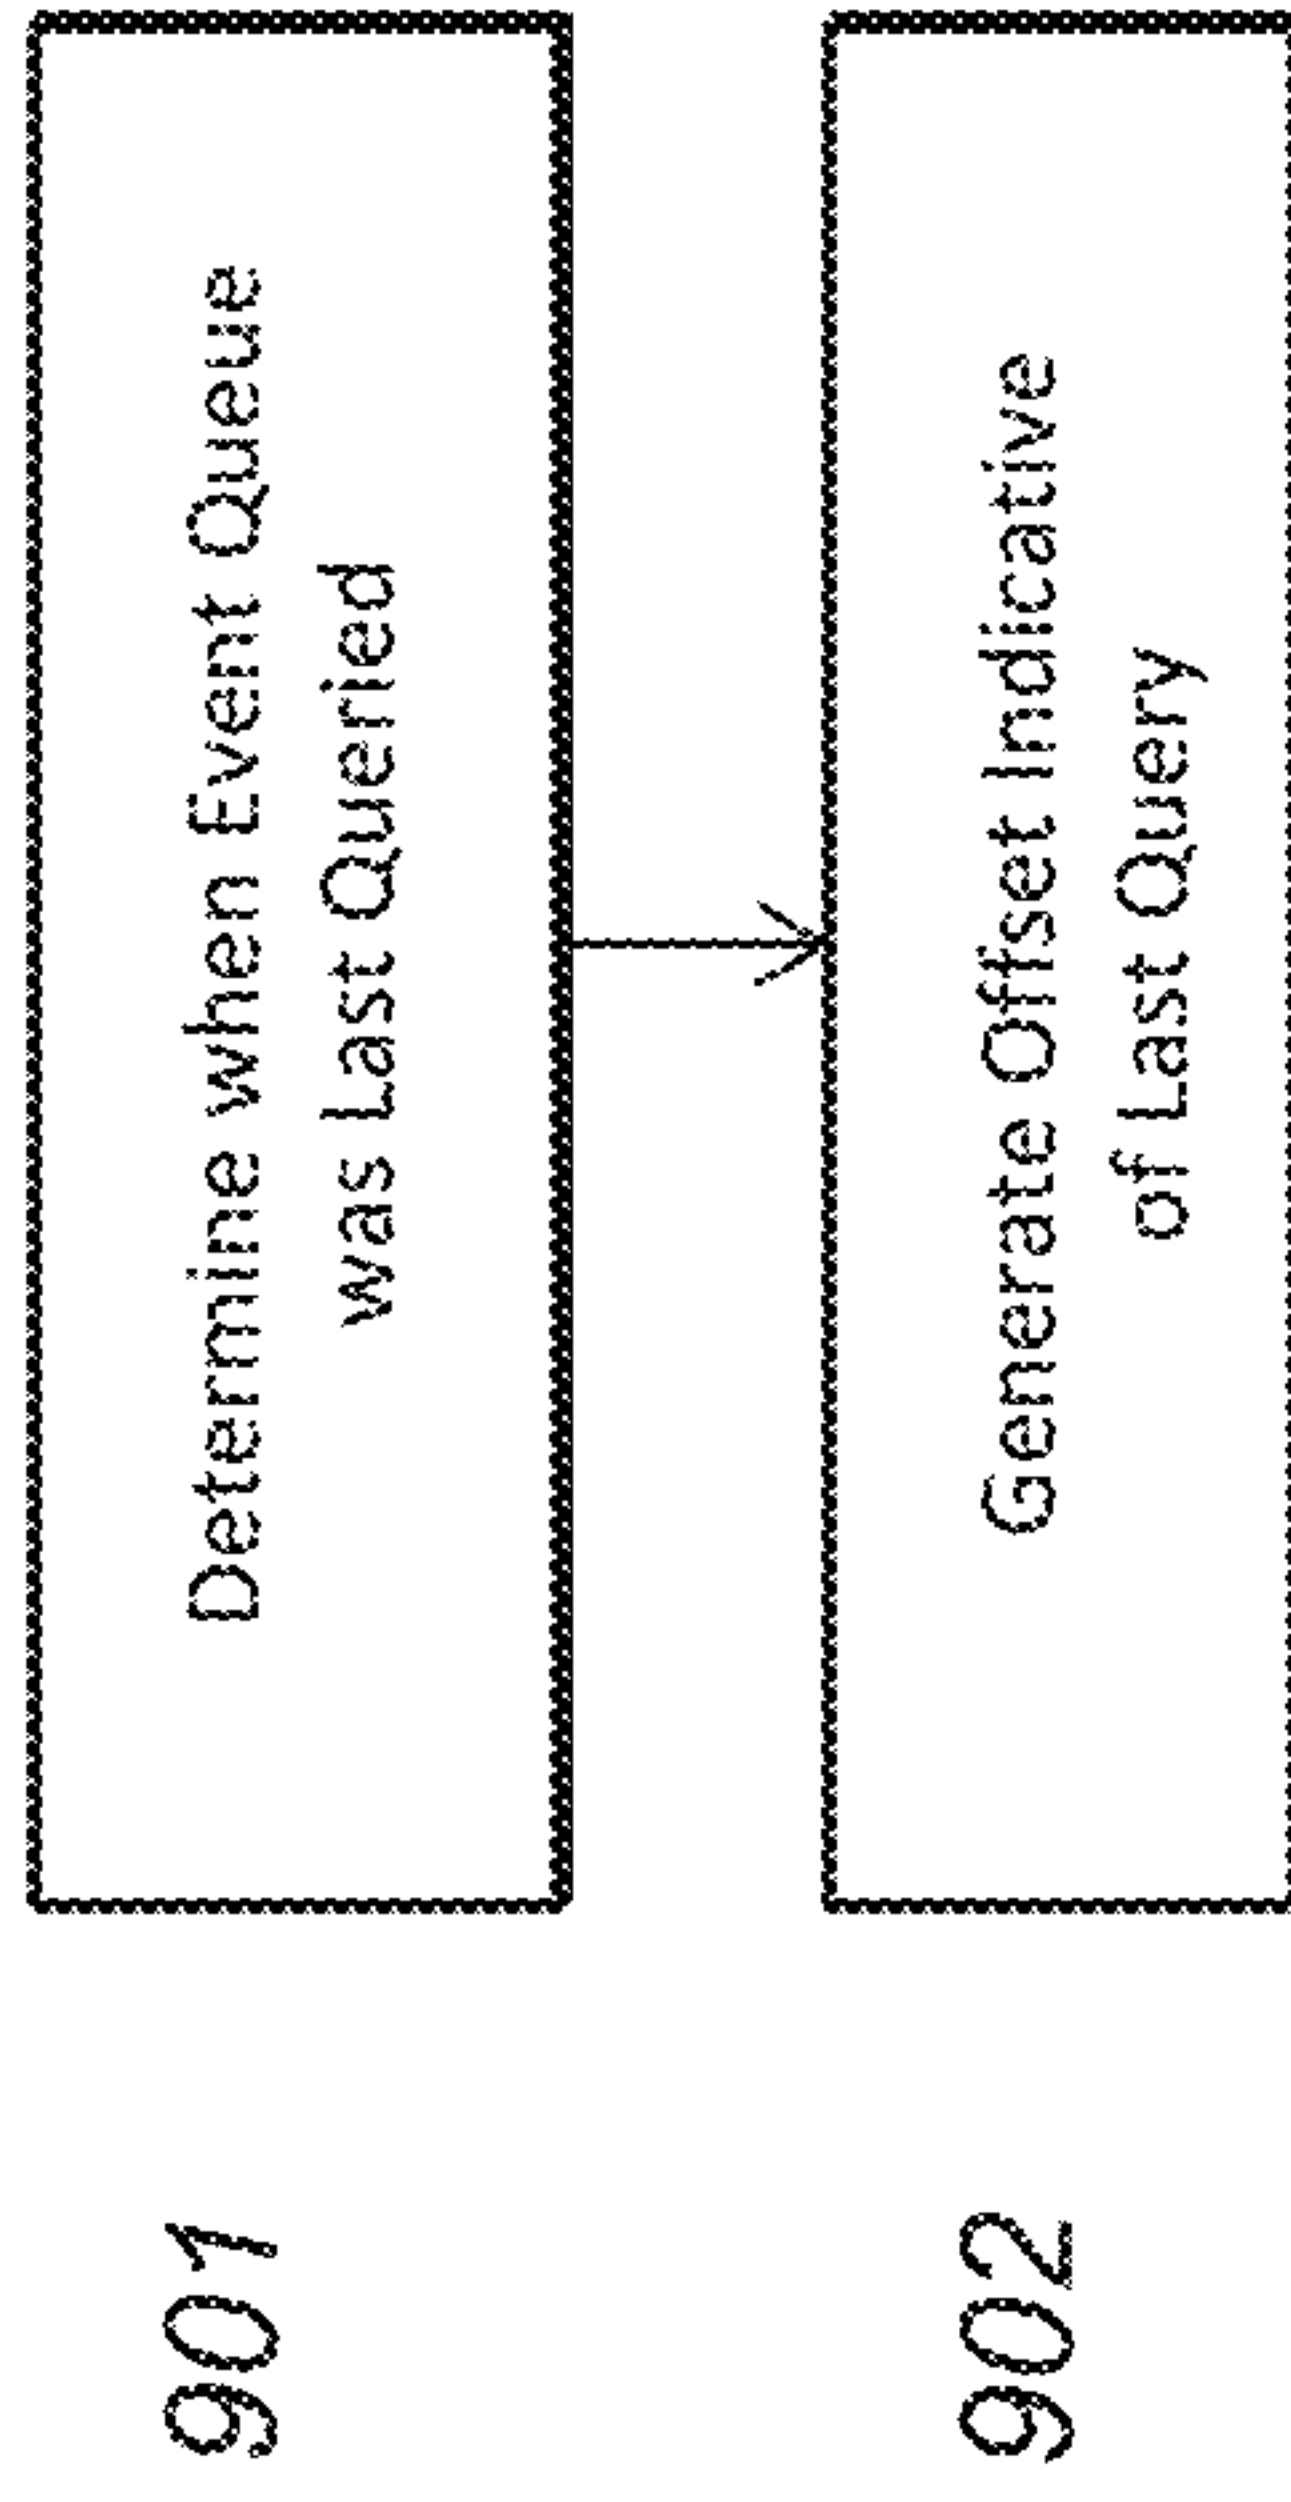 901
Determine when Event Queue
was Last Queried
902
Generate Offset Indicative
of Last Query